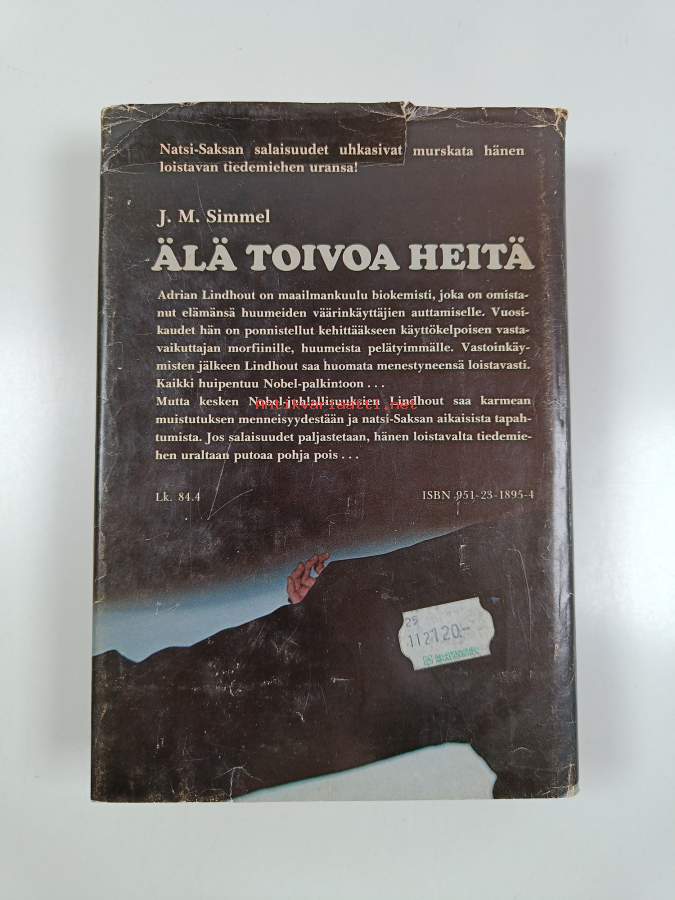 Natsi-Saksan salaisuudet uhkasivat murskata hänen
loistavan tiedemiehen uransa!
J. M. Simmel
ÄLÄ TOIVOA HEITÄ
Adrian Lindhout on maailmankuulu biokemisti, joka on omista-
nut elämänsä huumeiden väärinkäyttäjien auttamiselle. Vuosi-
kaudet hän on ponnistellut kehittääkseen käyttökelpoisen vasta-
vaikuttajan morfiinille, huumeista pelätyimmälle. Vastoinkäy-
misten jälkeen Lindhout saa huomata menestyneensä loistavasti.
Kaikki huipentuu Nobel-palkintoon . . .
Mutta kesken Nobel-juhlallisuuksien Lindhout saa karmean
antikvariaatti.net
muistutuksen menneisyydestään ja natsi-Saksan aikaisista tapah-
tumista. Jos salaisuudet paljastetaan, hänen loistavalta tiedemie-
hen uraltaan putoaa pohja pois . . .
Lk. 84.4 ISBN 951-23-1895-4
25